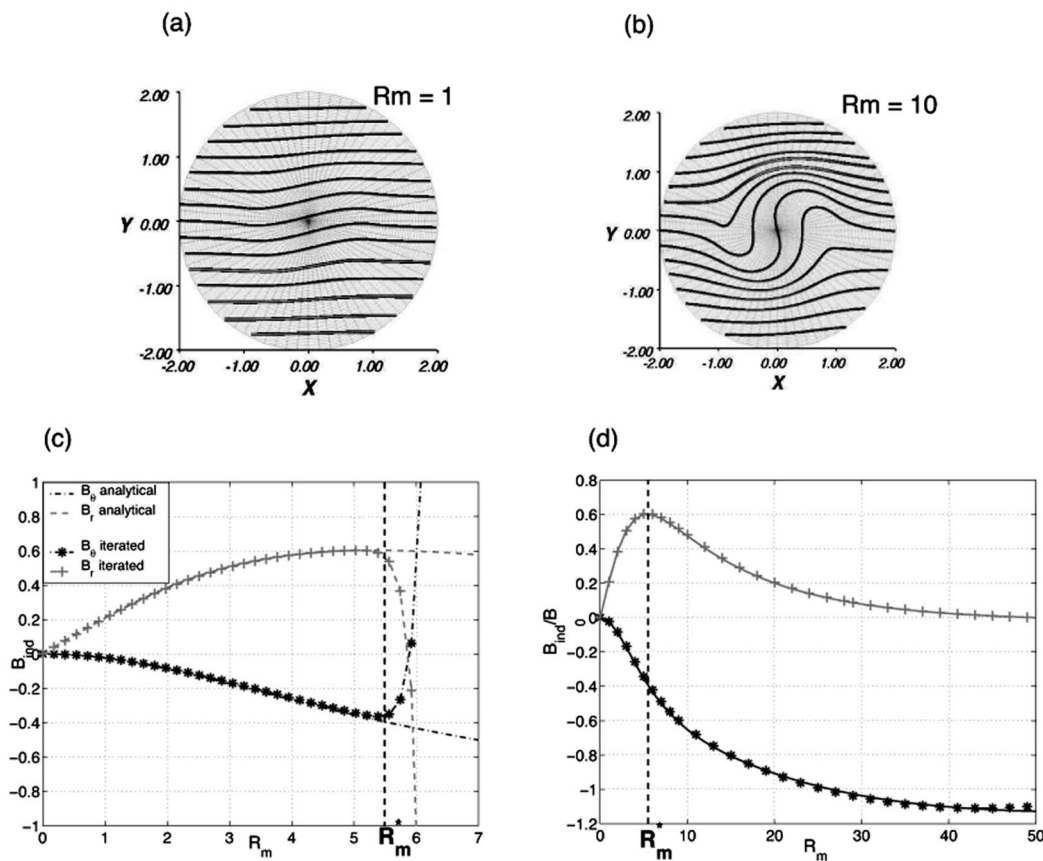 (a)
Rm = 1
2.00
1.00
Y 0.00
-1.00
-2.00
-2.00 -1.00 0.00 1.00 2.00
X
(b)
Rm = 10
2.00
1.00
Y 0.00
-1.00
-2.00
-2.00 -1.00 0.00 1.00 2.00
X
(c)
B_θ analytical
B_r analytical
B_θ iterated
B_r iterated
1
0.8
0.6
0.4
0.2
0
-0.2
-0.4
-0.6
-0.8
-1
B_ind
0 1 2 3 4 5 6 7
R_m
R_m*
(d)
0.8
0.6
0.4
0.2
0
-0.2
-0.4
-0.6
-0.8
-1
-1.2
B_ind/B_0
0 10 20 30 40 50
R_m*
R_m